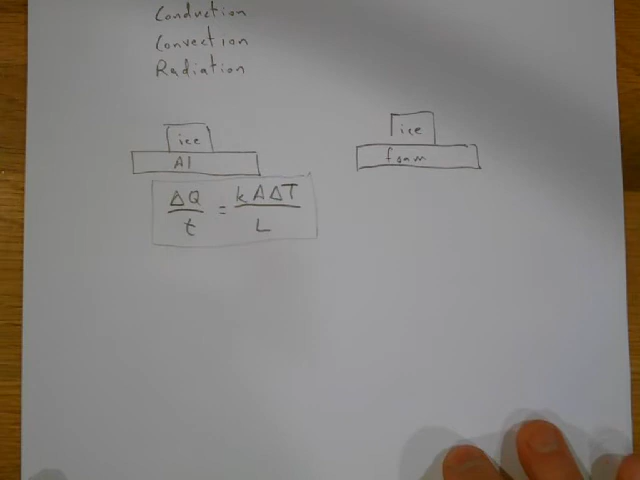 Conduction
Convection
Radiation
ice
Al
ice
foam
ΔQ/t = kAΔT/L